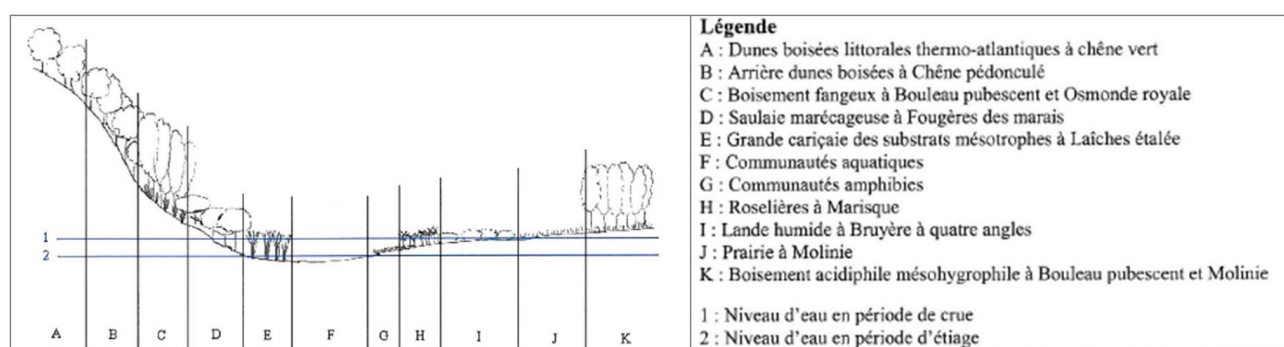 1
2
A B C D E F G H I J K
Légende
A : Dunes boisées littorales thermo-atlantiques à chêne vert
B : Arrière dunes boisées à Chêne pédonculé
C : Boisement fangeux à Bouleau pubescent et Osmonde royale
D : Saulaie marécageuse à Fougères des marais
E : Grande cariçaie des substrats mésotrophes à Laîches étalée
F : Communautés aquatiques
G : Communautés amphibies
H : Roselières à Marisque
I : Lande humide à Bruyère à quatre angles
J : Prairie à Molinie
K : Boisement acidiphile mésohygrophile à Bouleau pubescent et Molinie
1 : Niveau d'eau en période de crue
2 : Niveau d'eau en période d'étiage